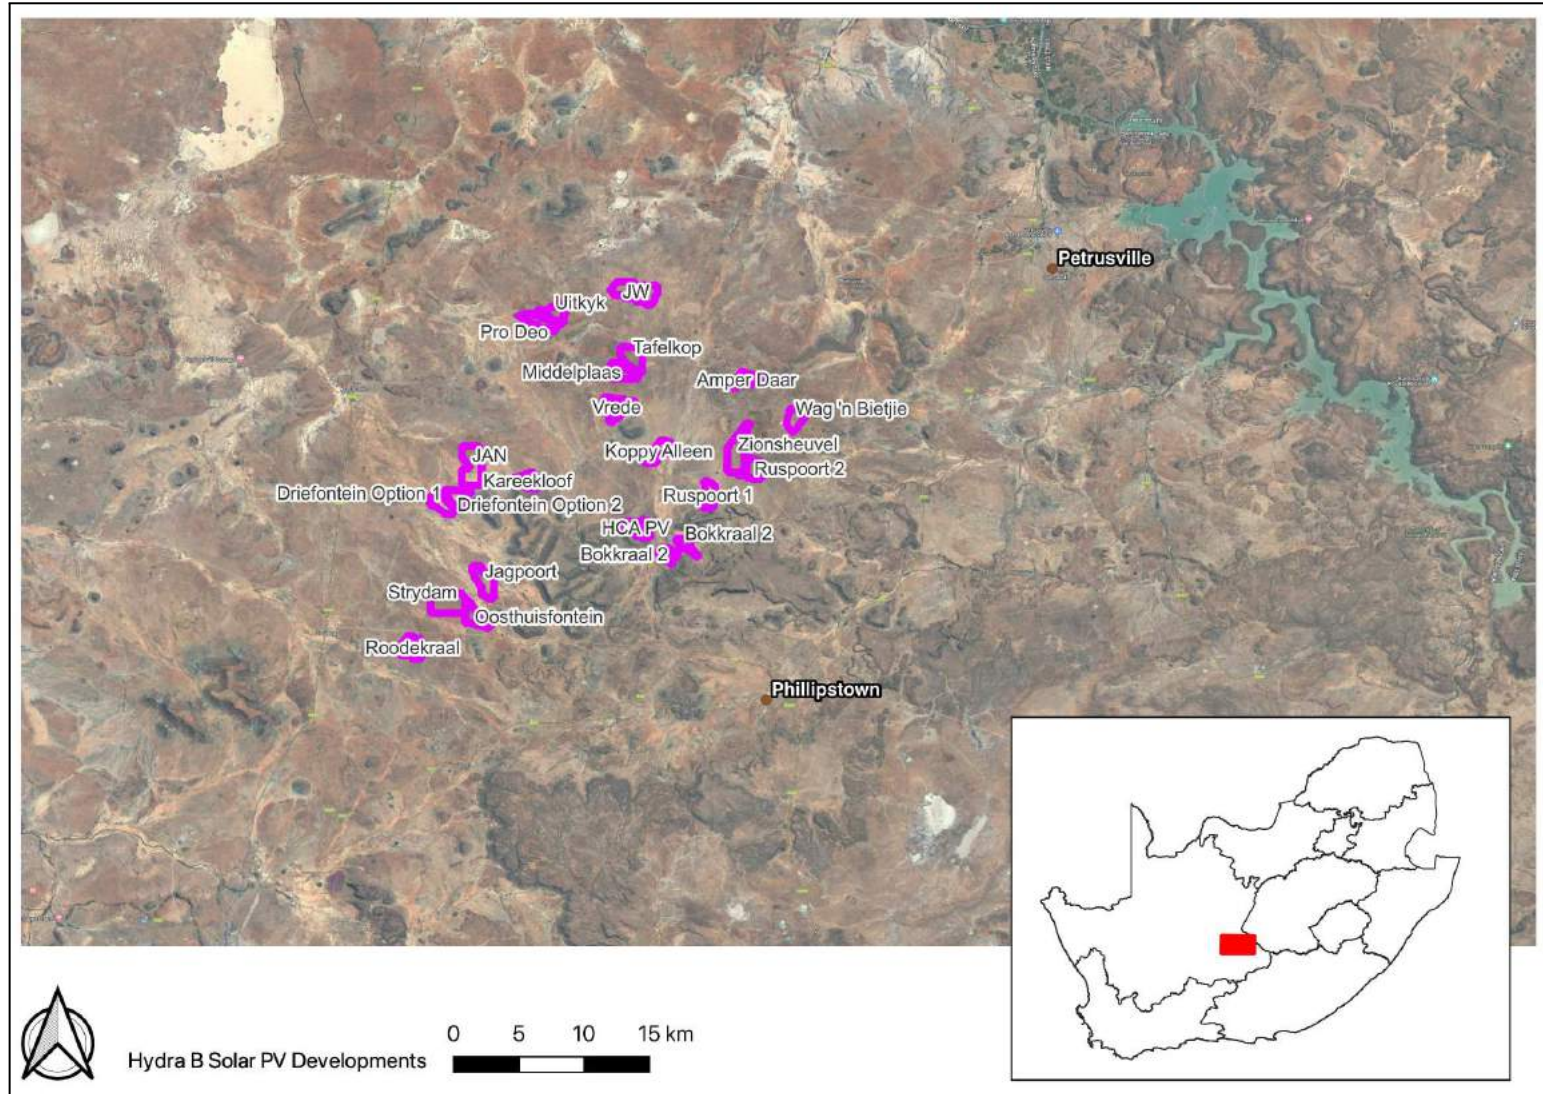 Petrusville
JW
Uitkyk
Pro Deo
Tafelkop
Middelplaas
Amper Daar
Vrede
Wag 'n Bietjie
Zionsheuvel
Koppy Alleen
JAN
Ruspoort 2
Kareekloof
Driefontein Option 1
Ruspoort 1
Driefontein Option 2
HCA PV
Bokkraal 2
Bokkraal 2
Jagpoort
Strydam
Oosthuisfontein
Roodekraal
Phillipstown
0 5 10 15 km
Hydra B Solar PV Developments